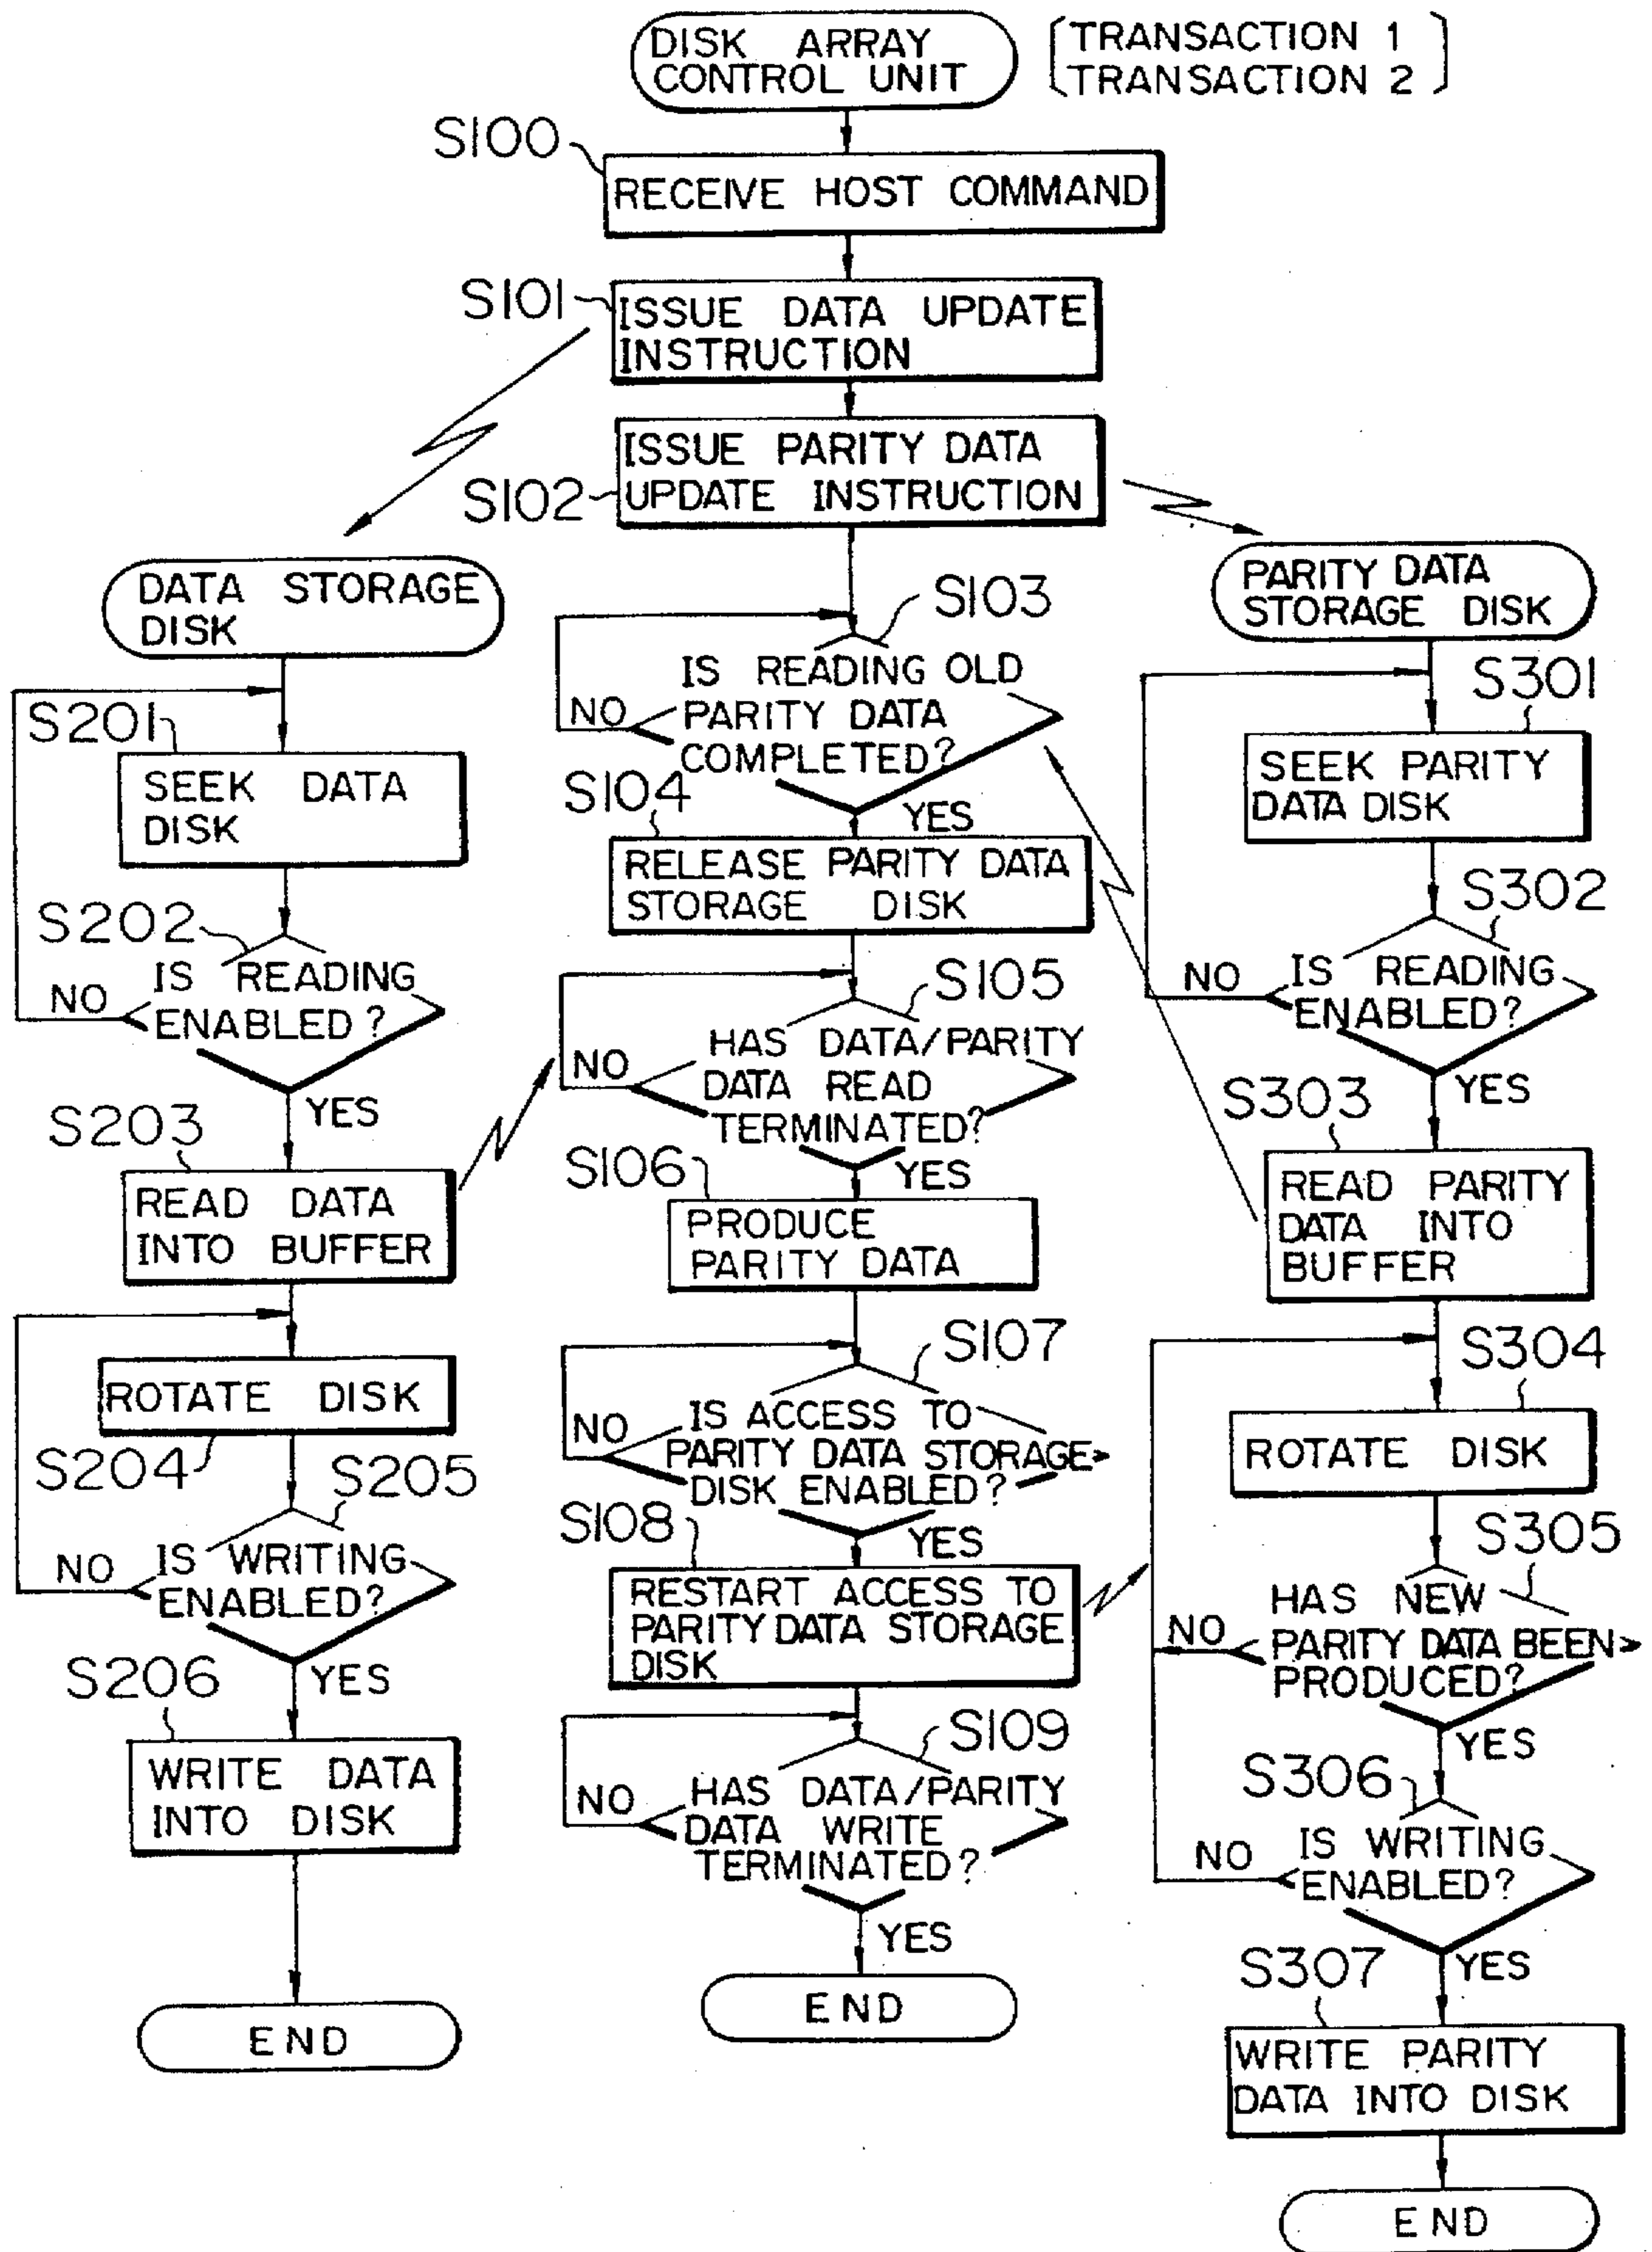 DISK ARRAY
CONTROL UNIT
TRANSACTION 1
TRANSACTION 2
S100
RECEIVE HOST COMMAND
S101
ISSUE DATA UPDATE
INSTRUCTION
S102
ISSUE PARITY DATA
UPDATE INSTRUCTION
DATA STORAGE
DISK
S201
SEEK DATA
DISK
S202
IS READING
ENABLED?
NO
YES
S203
READ DATA
INTO BUFFER
ROTATE DISK
S204
S205
IS WRITING
ENABLED?
NO
YES
S206
WRITE DATA
INTO DISK
END
S103
IS READING OLD
PARITY DATA
COMPLETED?
NO
YES
S104
RELEASE PARITY DATA
STORAGE DISK
S105
HAS DATA/PARITY
DATA READ
TERMINATED?
NO
YES
S106
PRODUCE
PARITY DATA
S107
IS ACCESS TO
PARITY DATA STORAGE
DISK ENABLED?
NO
YES
S108
RESTART ACCESS TO
PARITY DATA STORAGE
DISK
S109
HAS DATA/PARITY
DATA WRITE
TERMINATED?
NO
YES
END
PARITY DATA
STORAGE DISK
S301
SEEK PARITY
DATA DISK
S302
IS READING
ENABLED?
NO
YES
S303
READ PARITY
DATA INTO
BUFFER
S304
ROTATE DISK
S305
HAS NEW
PARITY DATA BEEN
PRODUCED?
NO
YES
S306
IS WRITING
ENABLED?
NO
YES
S307
WRITE PARITY
DATA INTO DISK
END